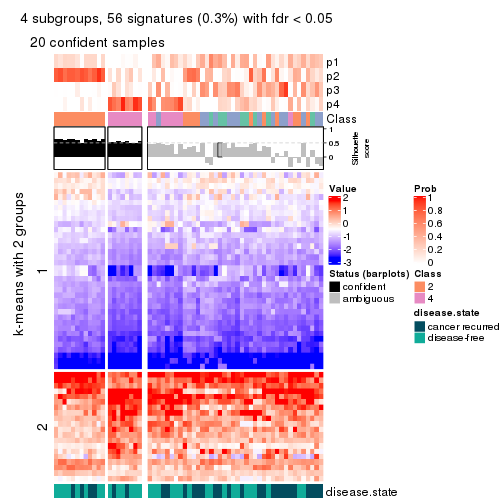 4 subgroups, 56 signatures (0.3%) with fdr < 0.05
20 confident samples
p1
p2
p3
p4
Class
1
0.5
0
Silhouette
score
k-means with 2 groups
1
2
Value
2
1
0
-1
-2
-3
Prob
1
0.8
0.6
0.4
0.2
0
Status (barplots)
confident
ambiguous
Class
2
4
disease.state
cancer recurred
disease-free
disease.state